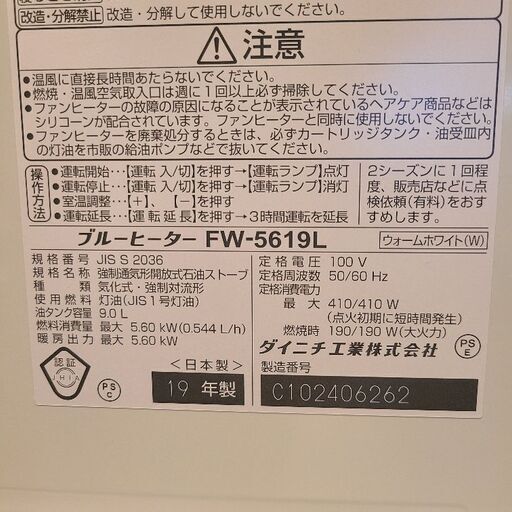 改造・分解禁止 改造・分解して使用しないでください。
注意
●温風に直接長時間あたらないでください。
●燃焼・温風空気取入口は週に1回以上必ず掃除してください。
●ファンヒーターの故障の原因になることが表示されているヘアケア商品などは
シリコーンが配合されています。ファンヒーターと同時に使用しないでください。
●ファンヒーターを廃棄処分するときは、必ずカートリッジタンク・油受皿内
の灯油を市販の給油ポンプなどで抜いてください。
操作方法
●運転開始…【運転 入/切】を押す→【運転ランプ】点灯
●運転停止…【運転 入/切】を押す→【運転ランプ】消灯
●室温調整…【＋】、【－】を押す
●運転延長…【運転延長】を押す→3時間運転を延長
2シーズンに1回程
度、販売店などに点
検依頼(有料)をおす
すめします。
ブルーヒーター FW-5619L
ウォームホワイト(W)
規格番号 JIS S 2036
規格名 強制通気形開放式石油ストーブ
種類 気化式・強制対流形
使用燃料 灯油(JIS1号灯油)
油タンク容量 9.0 L
燃料消費量 最大 5.60 kW(0.544 L/h)
暖房出力 最大 5.60 kW
定格電圧 100 V
定格周波数 50/60 Hz
定格消費電力
最大 410/410 W
(点火初期に短時間発生)
燃焼時 190/190 W(大火力)
ダイニチ工業株式会社
PS
E
認証
JHIA
PS
C
<日本製>
19 年製
製造番号
C102406262